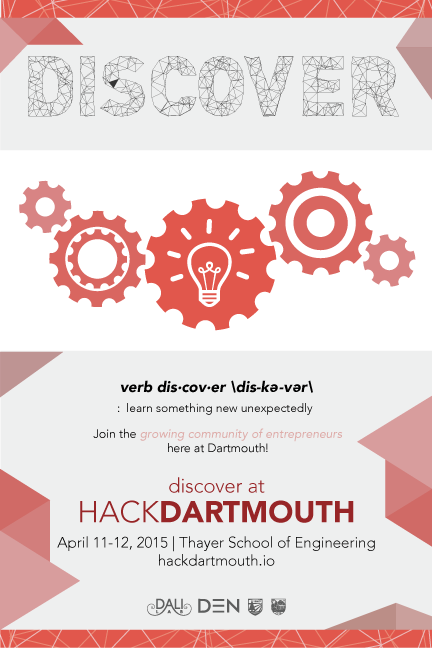 DISCOVER
verb dis·cov·er \dis-kə-vər\
: learn something new unexpectedly
Join the growing community of entrepreneurs
here at Dartmouth!
discover at
HACKDARTMOUTH
April 11-12, 2015 | Thayer School of Engineering
hackdartmouth.io
DALI LAB DEN